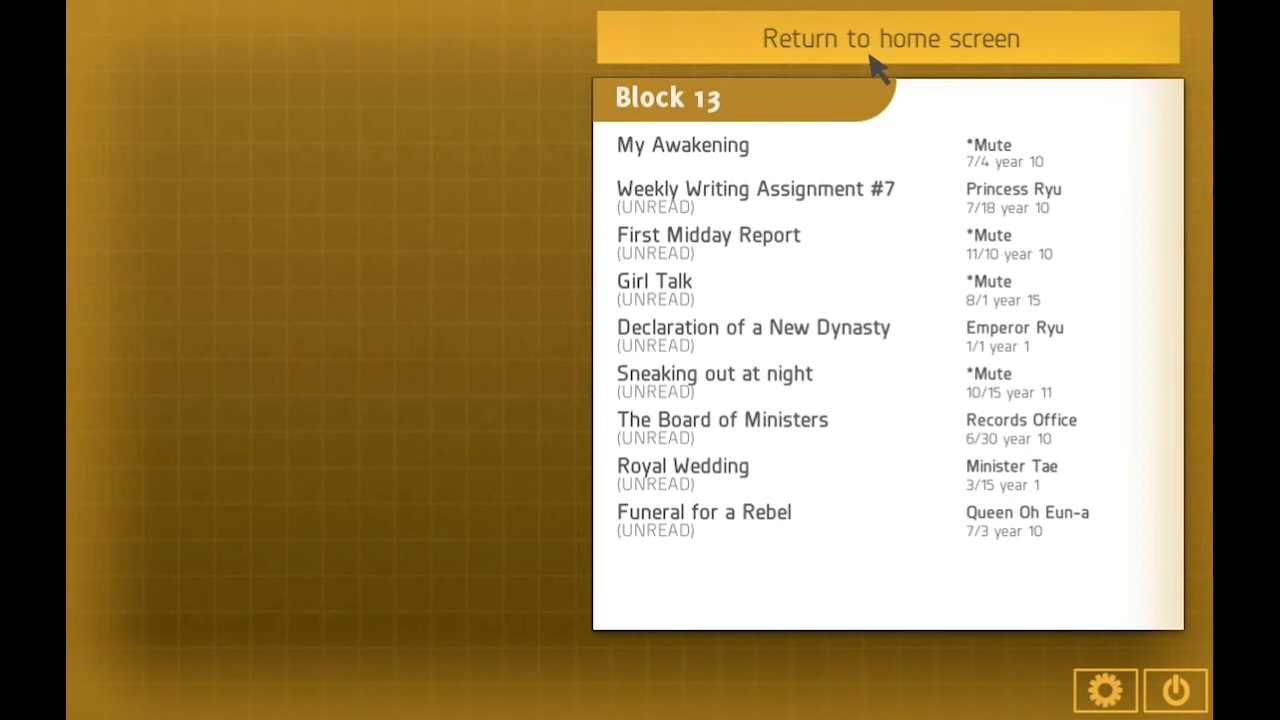 Return to home screen
Block 13
My Awakening
*Mute
7/4 year 10
Weekly Writing Assignment #7
(UNREAD)
Princess Ryu
7/18 year 10
First Midday Report
(UNREAD)
*Mute
11/10 year 10
Girl Talk
(UNREAD)
*Mute
8/1 year 15
Declaration of a New Dynasty
(UNREAD)
Emperor Ryu
1/1 year 1
Sneaking out at night
(UNREAD)
*Mute
10/15 year 11
The Board of Ministers
(UNREAD)
Records Office
6/30 year 10
Royal Wedding
(UNREAD)
Minister Tae
3/15 year 1
Funeral for a Rebel
(UNREAD)
Queen Oh Eun-a
7/3 year 10